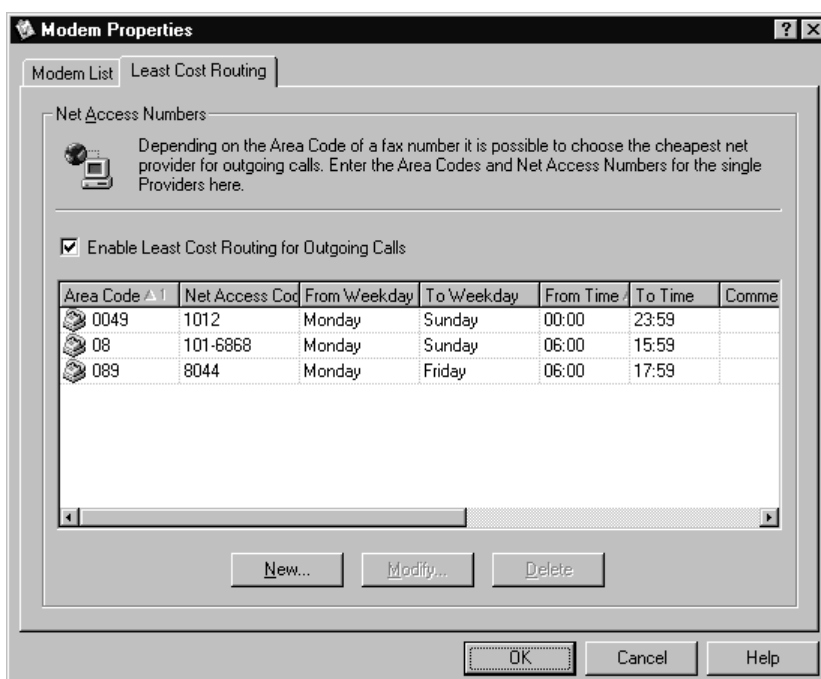 Modem Properties
Modem List Least Cost Routing
Net Access Numbers
Depending on the Area Code of a fax number it is possible to choose the cheapest net
provider for outgoing calls. Enter the Area Codes and Net Access Numbers for the single
Providers here.
Enable Least Cost Routing for Outgoing Calls
Area Code 1 Net Access Cod From Weekday To Weekday From Time To Time Comme
0049 1012 Monday Sunday 00:00 23:59
08 101-6868 Monday Sunday 06:00 15:59
089 8044 Monday Friday 06:00 17:59
New... Modify... Delete
OK Cancel Help